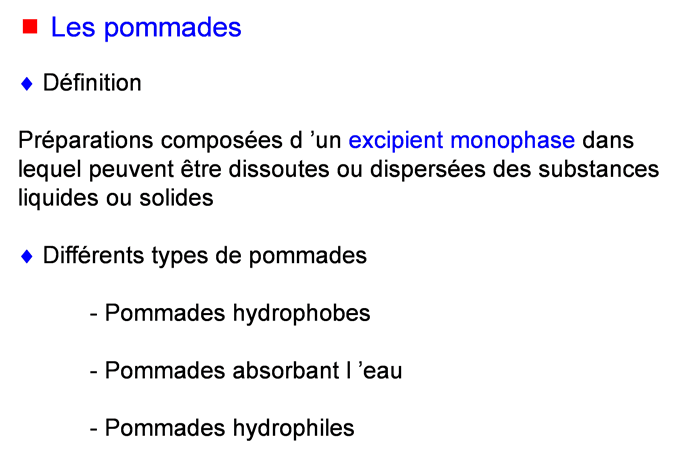 Les pommades
Définition
Préparations composées d ’un excipient monophase dans
lequel peuvent être dissoutes ou dispersées des substances
liquides ou solides
Différents types de pommades
- Pommades hydrophobes
- Pommades absorbant l ’eau
- Pommades hydrophiles